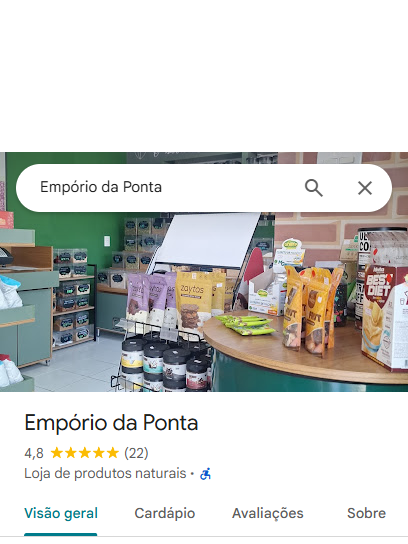 Empório da Ponta
zaytas
BEST
DIET
Empório da Ponta
4,8 (22)
Loja de produtos naturais ·
Visão geral Cardápio Avaliações Sobre